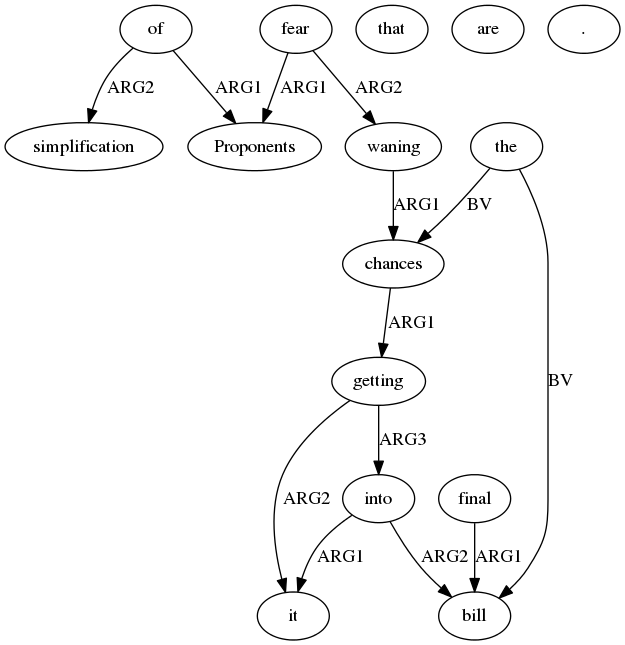 of fear that are .
ARG2 ARG1 ARG1 ARG2
simplification Proponents waning the
ARG1 BV
chances
ARG1
getting
BV
ARG3
ARG2 into final
ARG1 ARG2 ARG1
it bill